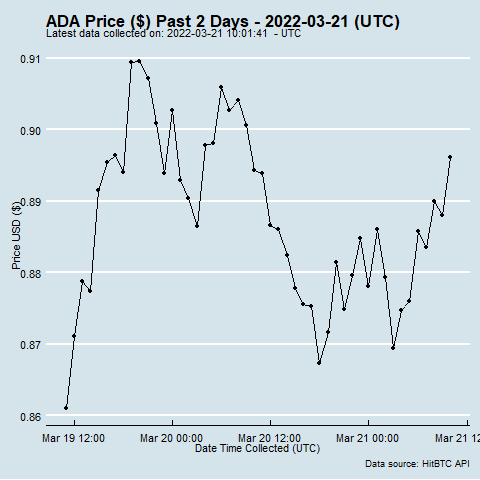 ADA Price ($) Past 2 Days - 2022-03-21 (UTC)
Latest data collected on: 2022-03-21 10:01:41 - UTC
0.91
0.90
0.89
0.88
0.87
0.86
Price USD ($)
Mar 19 12:00 Mar 20 00:00 Mar 20 12:00 Mar 21 00:00 Mar 21 1
Date Time Collected (UTC)
Data source: HitBTC API